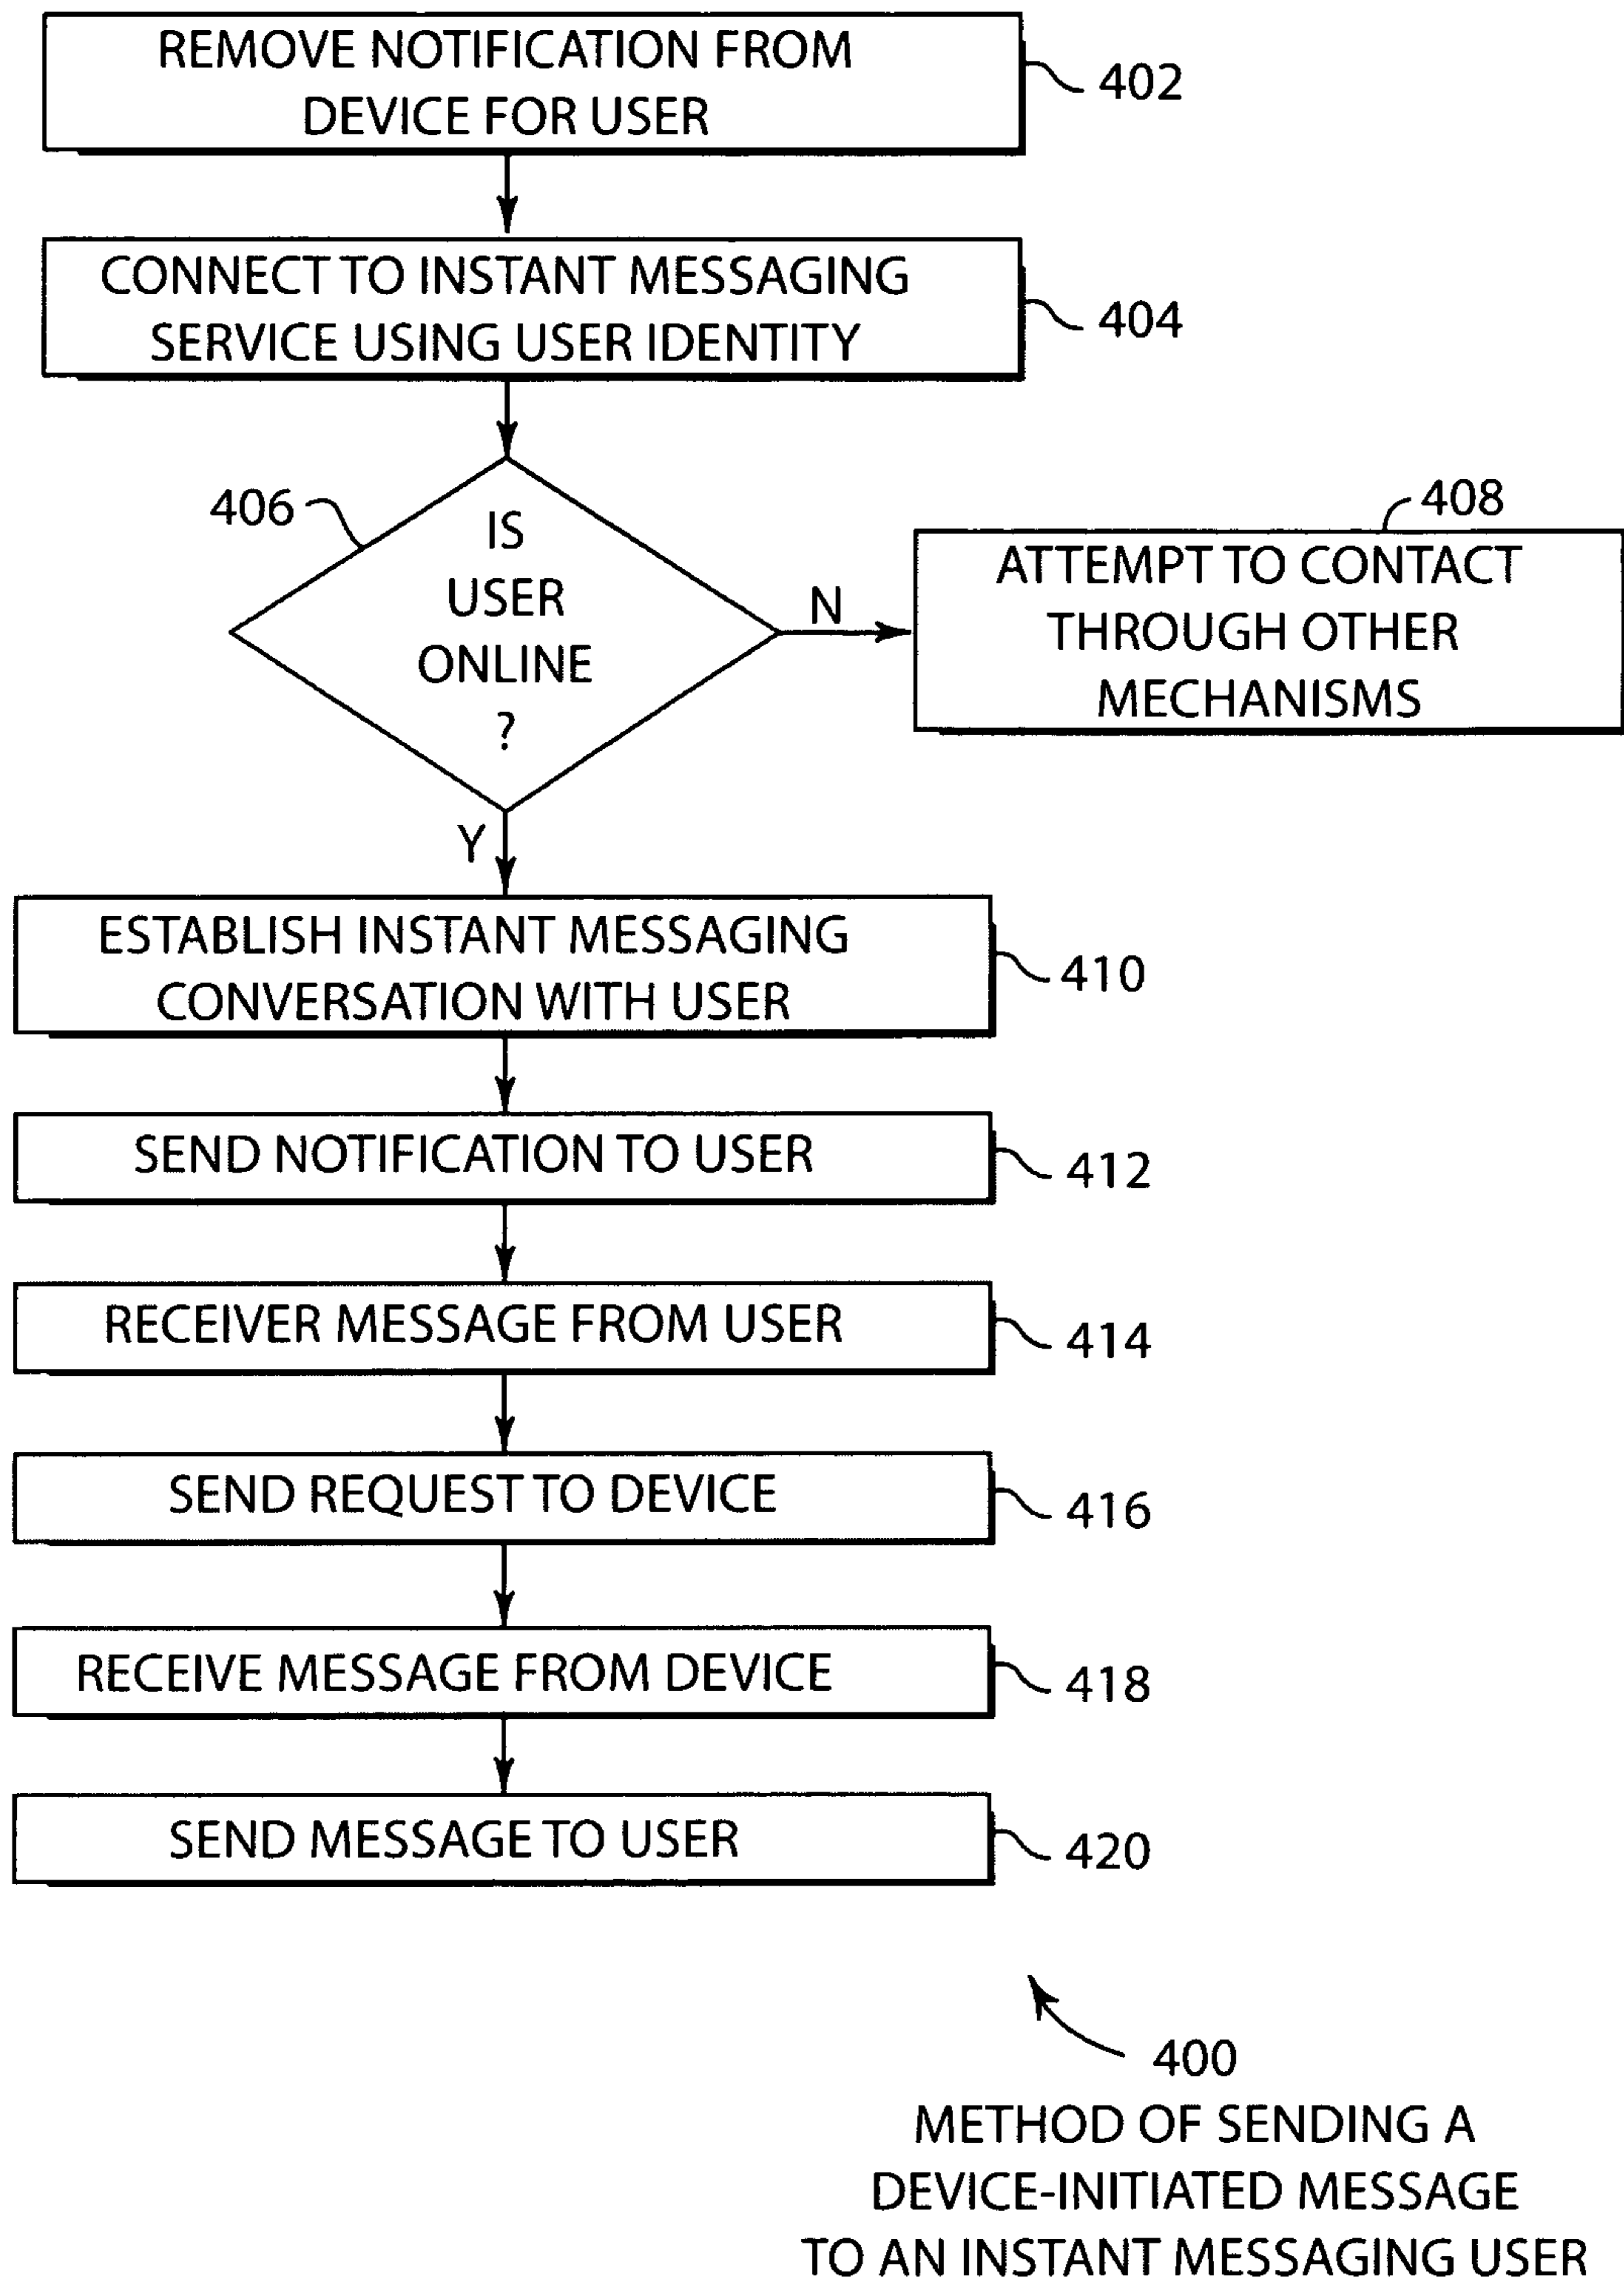 REMOVE NOTIFICATION FROM
DEVICE FOR USER
402
CONNECT TO INSTANT MESSAGING
SERVICE USING USER IDENTITY
404
406
IS
USER
ONLINE
?
N
408
ATTEMPT TO CONTACT
THROUGH OTHER
MECHANISMS
Y
ESTABLISH INSTANT MESSAGING
CONVERSATION WITH USER
410
SEND NOTIFICATION TO USER
412
RECEIVER MESSAGE FROM USER
414
SEND REQUEST TO DEVICE
416
RECEIVE MESSAGE FROM DEVICE
418
SEND MESSAGE TO USER
420
400
METHOD OF SENDING A
DEVICE-INITIATED MESSAGE
TO AN INSTANT MESSAGING USER